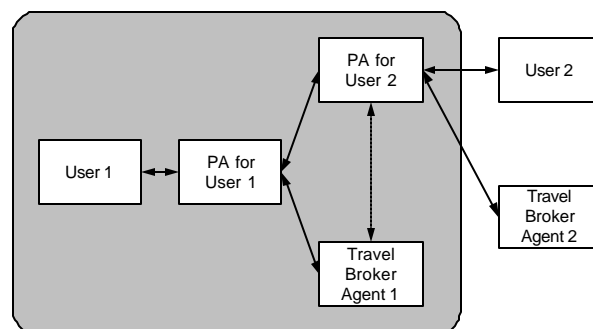 PA for
User 2
User 2
User 1
PA for
User 1
Travel
Broker
Agent 2
Travel
Broker
Agent 1